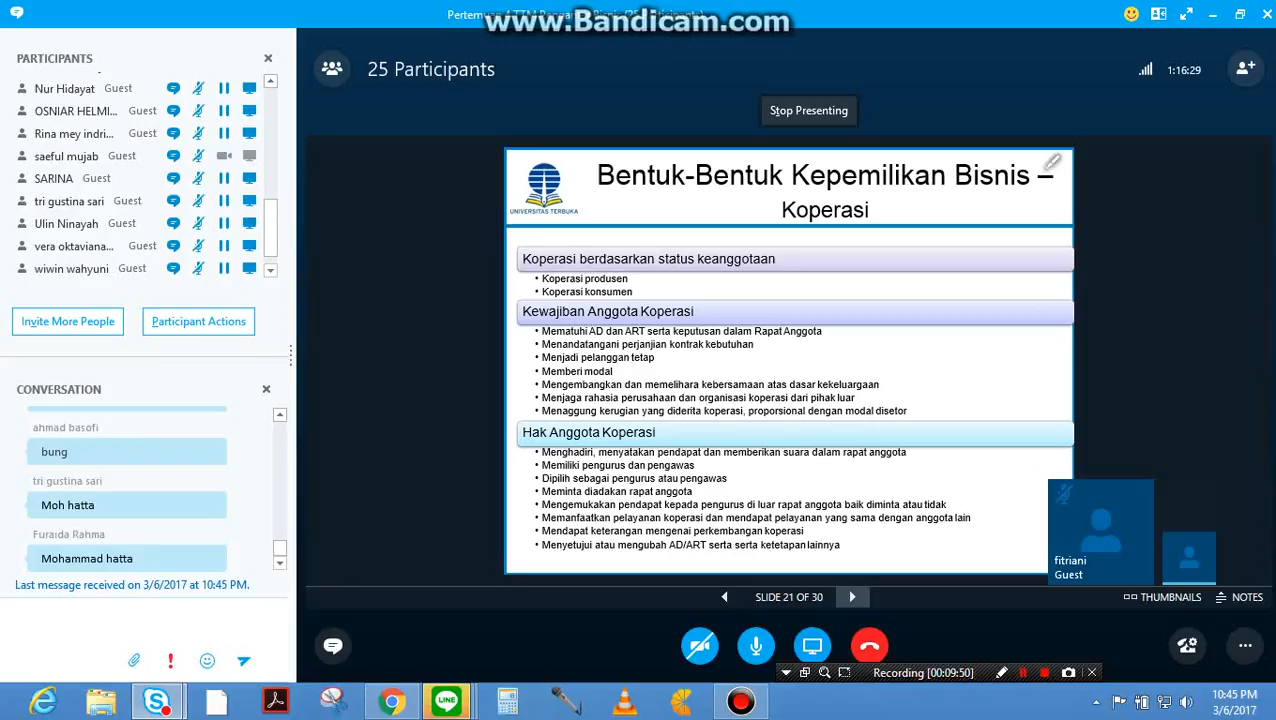 Pertemuan 4 TTM Pengantar Bisnis (25 Participants)
www.Bandicam.com
PARTICIPANTS
Nur Hidayat Guest
OSNIAR HELMI... Guest
Rina mey indri... Guest
saeful mujab Guest
SARINA Guest
tri gustina sari Guest
Ulin Ninayah Guest
vera oktaviana... Guest
wiwin wahyuni Guest
Invite More People
Participant Actions
CONVERSATION
ahmad basofi
bung
tri gustina sari
Moh hatta
Furaida Rahma
Mohammad hatta
Last message received on 3/6/2017 at 10:45 PM.
25 Participants
1:16:29
Stop Presenting
UNIVERSITAS TERBUKA
Bentuk-Bentuk Kepemilikan Bisnis –
Koperasi
Koperasi berdasarkan status keanggotaan
• Koperasi produsen
• Koperasi konsumen
Kewajiban Anggota Koperasi
• Mematuhi AD dan ART serta keputusan dalam Rapat Anggota
• Menandatangani perjanjian kontrak kebutuhan
• Menjadi pelanggan tetap
• Memberi modal
• Mengembangkan dan memelihara kebersamaan atas dasar kekeluargaan
• Menjaga rahasia perusahaan dan organisasi koperasi dari pihak luar
• Menaggung kerugian yang diderita koperasi, proporsional dengan modal disetor
Hak Anggota Koperasi
• Menghadiri, menyatakan pendapat dan memberikan suara dalam rapat anggota
• Memiliki pengurus dan pengawas
• Dipilih sebagai pengurus atau pengawas
• Meminta diadakan rapat anggota
• Mengemukakan pendapat kepada pengurus di luar rapat anggota baik diminta atau tidak
• Memanfaatkan pelayanan koperasi dan mendapat pelayanan yang sama dengan anggota lain
• Mendapat keterangan mengenai perkembangan koperasi
• Menyetujui atau mengubah AD/ART serta serta ketetapan lainnya
fitriani
Guest
SLIDE 21 OF 30
THUMBNAILS
NOTES
Recording [00:09:50]
LINE
10:45 PM
3/6/2017